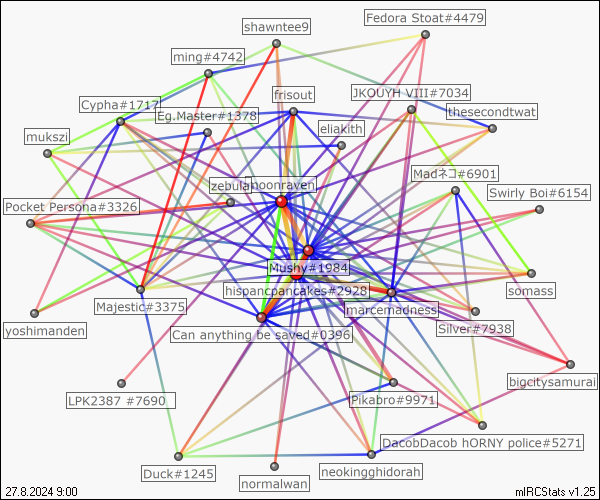 shawntee9
Fedora Stoat#4479
ming#4742
frisout
JKOUYH VIII#7034
Cypha#1717
Eg.Master#1378
thesecondtwat
eliakith
mukszi
Madネコ#6901
zebula
moonraven
Swirly Boi#6154
Pocket Persona#3326
Mushy#1984
hispancpancakes#2928
somass
Majestic#3375
marcemadness
yoshimanden
Can anything be saved#0396
Silver#7938
bigcitysamurai
LPK2387 #7690
Pikabro#9971
DacobDacob hORNY police#5271
Duck#1245
neokingghidorah
normalwan
27.8.2024 9:00
mIRCStats v1.25